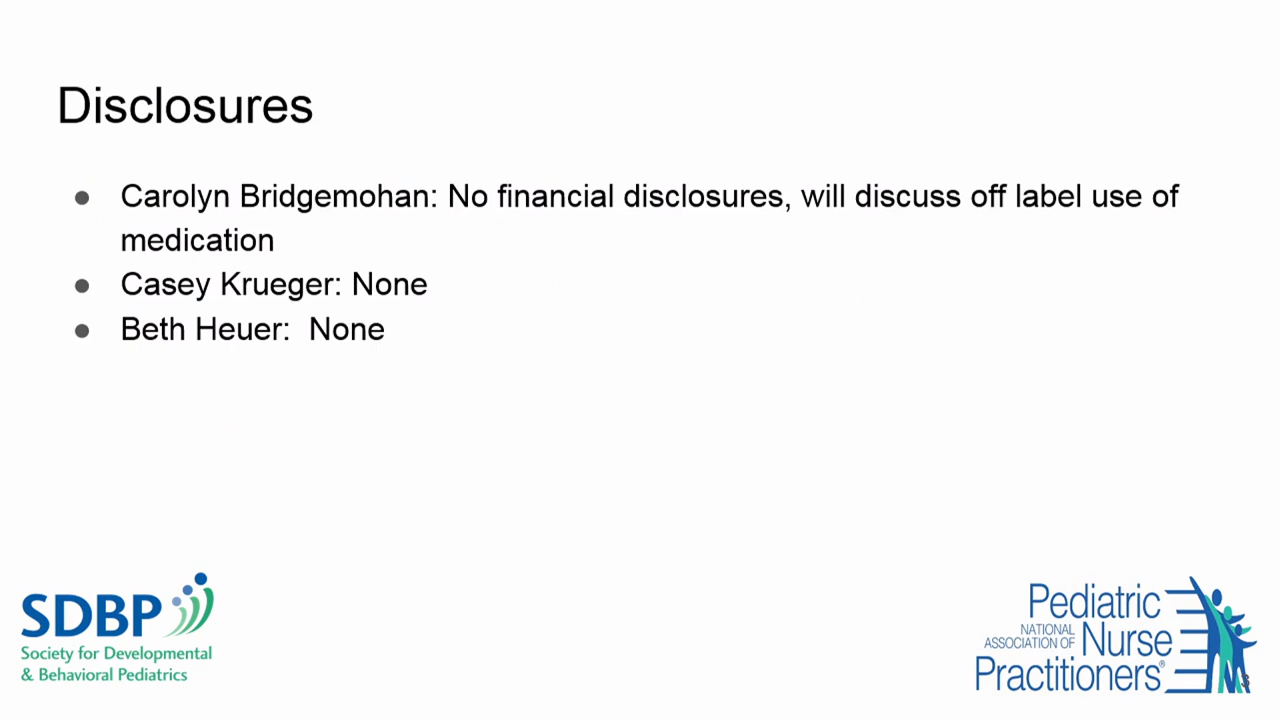 Disclosures
● Carolyn Bridgemohan: No financial disclosures, will discuss off label use of
medication
● Casey Krueger: None
● Beth Heuer:  None
SDBP
Society for Developmental
& Behavioral Pediatrics
Pediatric
NATIONAL
ASSOCIATION OF
Nurse
Practitioners®